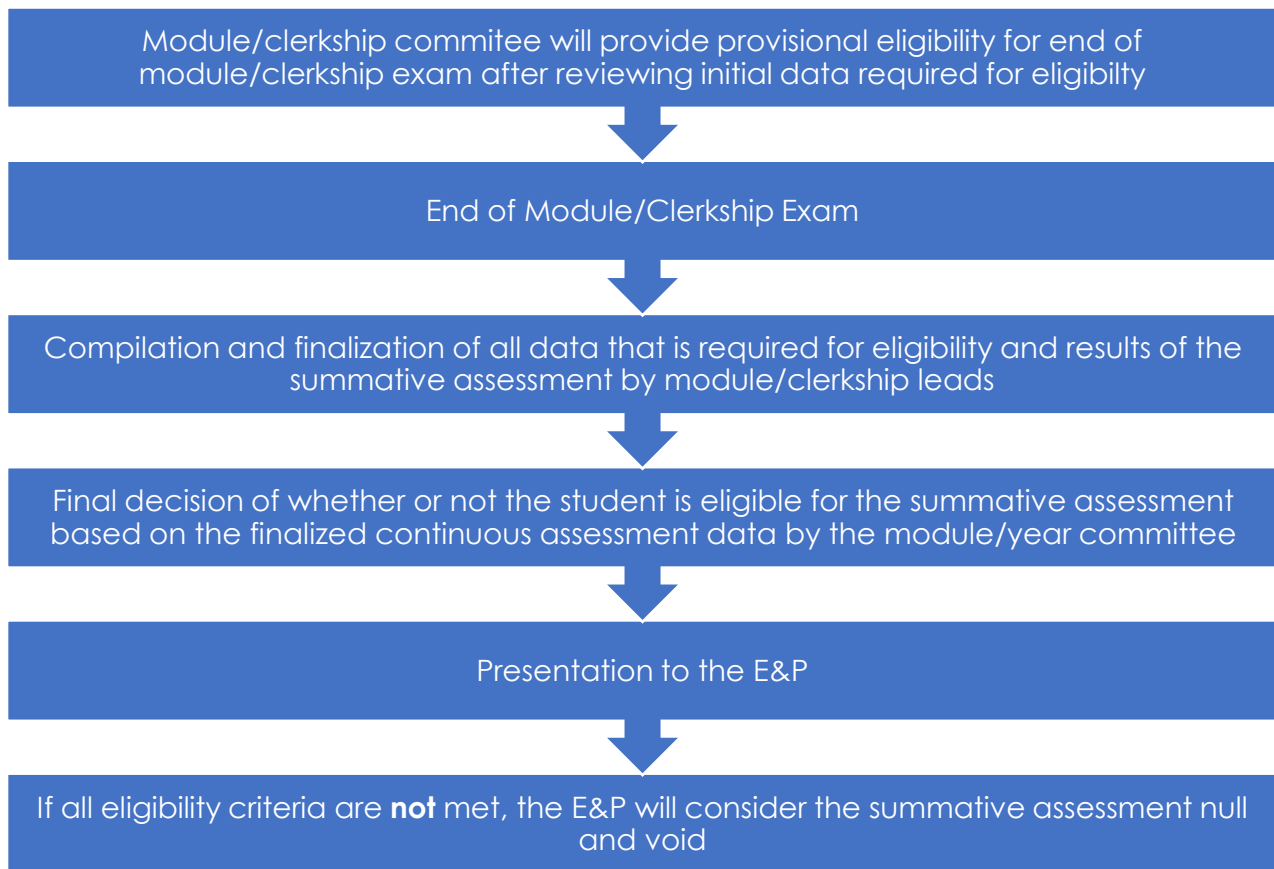 Module/clerkship commitee will provide provisional eligibility for end of
module/clerkship exam after reviewing initial data required for eligibilty
End of Module/Clerkship Exam
Compilation and finalization of all data that is required for eligibility and results of the
summative assessment by module/clerkship leads
Final decision of whether or not the student is eligible for the summative assessment
based on the finalized continuous assessment data by the module/year committee
Presentation to the E&P
If all eligibility criteria are not met, the E&P will consider the summative assessment null
and void